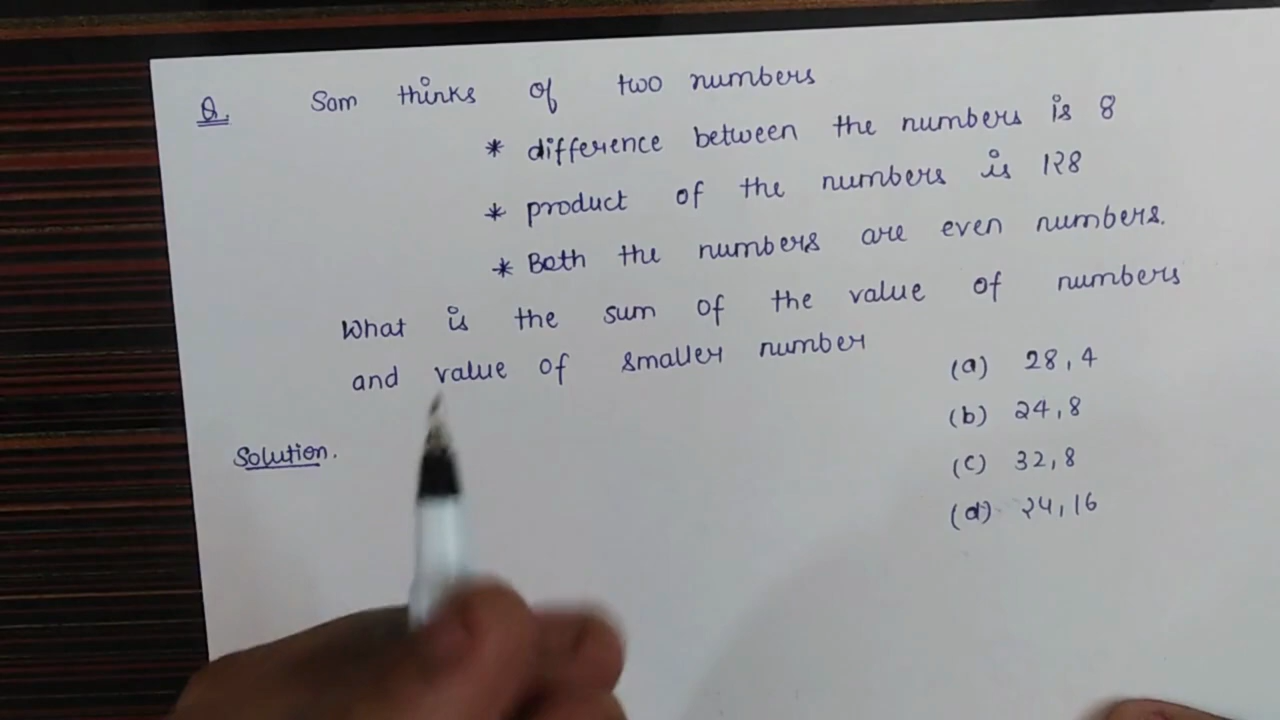 Q. Sam thinks of two numbers
* difference between the numbers is 8
* product of the numbers is 128
* Both the numbers are even numbers.
What is the sum of the value of numbers
and value of smaller number
(a) 28, 4
(b) 24, 8
(c) 32, 8
(d) 24, 16
Solution.